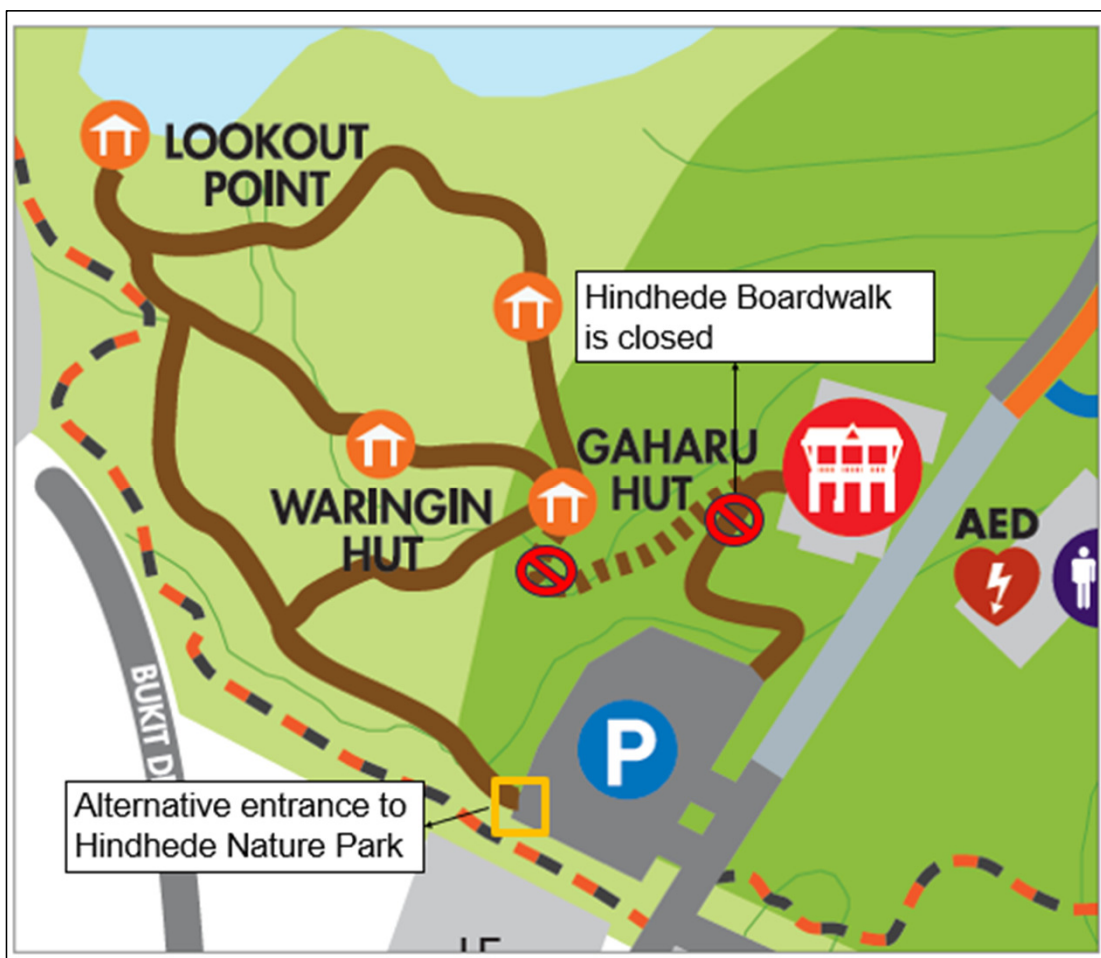 LOOKOUT
POINT
Hindhede Boardwalk
is closed
GAHARU
HUT
WARINGIN
HUT
AED
P
BUKIT
Alternative entrance to
Hindhede Nature Park